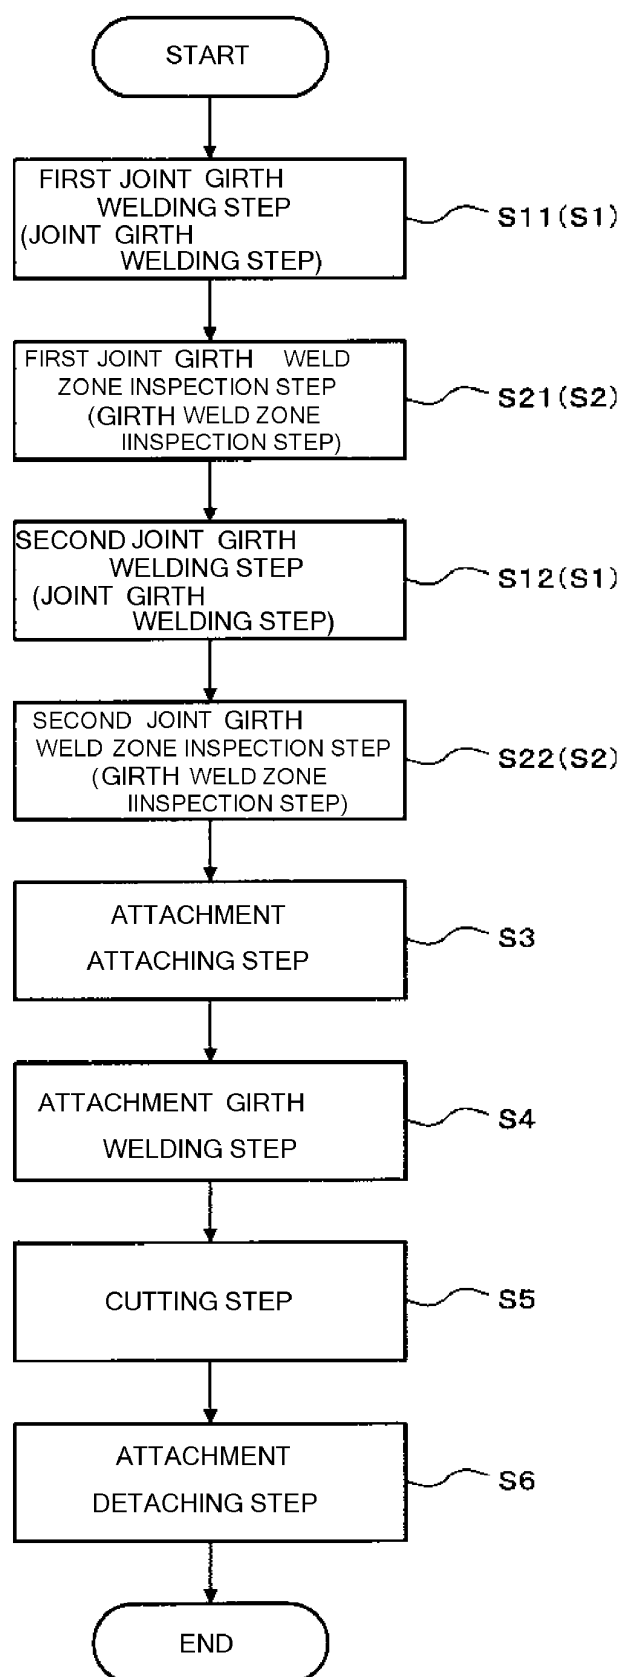 START
FIRST JOINT GIRTH
WELDING STEP
(JOINT GIRTH
WELDING STEP)
S11(S1)
FIRST JOINT GIRTH WELD
ZONE INSPECTION STEP
(GIRTH WELD ZONE
IINSPECTION STEP)
S21(S2)
SECOND JOINT GIRTH
WELDING STEP
(JOINT GIRTH
WELDING STEP)
S12(S1)
SECOND JOINT GIRTH
WELD ZONE INSPECTION STEP
(GIRTH WELD ZONE
IINSPECTION STEP)
S22(S2)
ATTACHMENT
ATTACHING STEP
S3
ATTACHMENT GIRTH
WELDING STEP
S4
CUTTING STEP
S5
ATTACHMENT
DETACHING STEP
S6
END